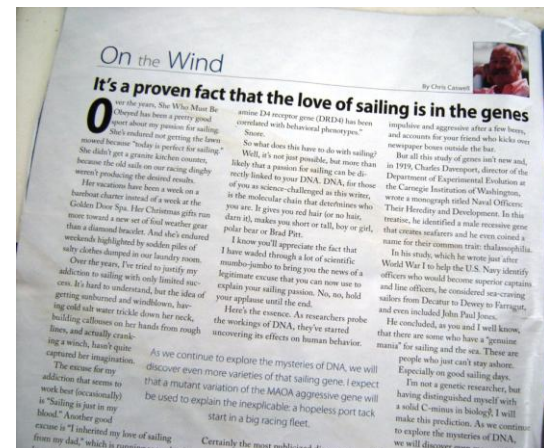 On the Wind
By Chris Caswell
It's a proven fact that the love of sailing is in the genes
Over the years, She Who Must Be
Obeyed has been a pretty good
sport about my passion for sailing.
She's endured not getting the lawn
mowed because "today is perfect for sailing."
She didn't get a granite kitchen counter,
because the old sails on our racing dinghy
weren't producing the desired results.
Her vacations have been a week on a
bareboat charter instead of a week at the
Golden Door Spa. Her Christmas gifts run
more toward a new set of foul weather gear
than a diamond bracelet. And she's endured
weekends highlighted by sodden piles of
salty clothes dumped in our laundry room.
Over the years, I've tried to justify my
addiction to sailing with only limited suc-
cess. It's hard to understand, but the idea of
getting sunburned and windblown, hav-
ing cold salt water trickle down her neck,
building callouses on her hands from rough
lines, and actually crank-
ing a winch, hasn't quite
captured her imagination.
The excuse for my
addiction that seems to
work best (occasionally)
is "Sailing is just in my
blood." Another good
excuse is "I inherited my love of sailing
from my dad," which is
amine D4 receptor gene (DRD4) has been
correlated with behavioral phenotypes."
Snore.
So what does this have to do with sailing?
Well, it's not just possible, but more than
likely that a passion for sailing can be di-
rectly linked to your DNA. DNA, for those
of you as science-challenged as this writer,
is the molecular chain that determines who
you are. It gives you red hair (or no hair,
darn it), makes you short or tall, boy or girl,
polar bear or Brad Pitt.
I know you'll appreciate the fact that
I have waded through a lot of scientific
mumbo-jumbo to bring you the news of a
legitimate excuse that you can now use to
explain your sailing passion. No, no, hold
your applause until the end.
Here's the essence. As researchers probe
the workings of DNA, they've started
uncovering its effects on human behavior.
As we continue to explore the mysteries of DNA, we will
discover even more varieties of that sailing gene. I expect
that a mutant variation of the MAOA aggressive gene will
be used to explain the inexplicable: a hopeless port tack
start in a big racing fleet.
Certainly the most publicized
impulsive and aggressive after a few beers,
and accounts for your friend who kicks over
newspaper boxes outside the bar.
But all this study of genes isn't new and,
in 1919, Charles Davenport, director of the
Department of Experimental Evolution at
the Carnegie Institution of Washington,
wrote a monograph titled Naval Officers:
Their Heredity and Development. In this
treatise, he identified a male recessive gene
that creates seafarers and he even coined a
name for their common trait: thalassophilia.
In this study, which he wrote just after
World War I to help the U.S. Navy identify
officers who would become superior captains
and line officers, he considered sea-craving
sailors from Decatur to Dewey to Farragut,
and even included John Paul Jones.
He concluded, as you and I well know,
that there are some who have a "genuine
mania" for sailing and the sea. These are
people who just can't stay ashore.
Especially on good sailing days.
I'm not a genetic researcher, but
having distinguished myself with
a solid C-minus in biology, I will
make this prediction. As we continue
to explore the mysteries of DNA,
we will discover even